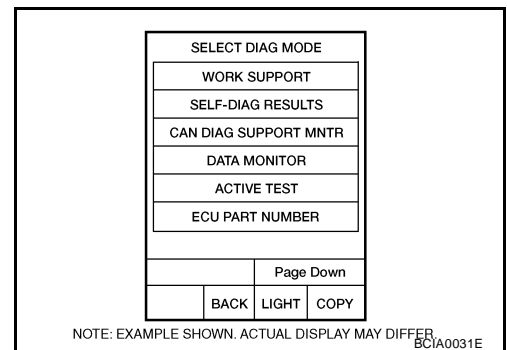 SELECT DIAG MODE
WORK SUPPORT
SELF-DIAG RESULTS
CAN DIAG SUPPORT MNTR
DATA MONITOR
ACTIVE TEST
ECU PART NUMBER
Page Down
BACK LIGHT COPY
NOTE: EXAMPLE SHOWN. ACTUAL DISPLAY MAY DIFFER.
BCIA0031E